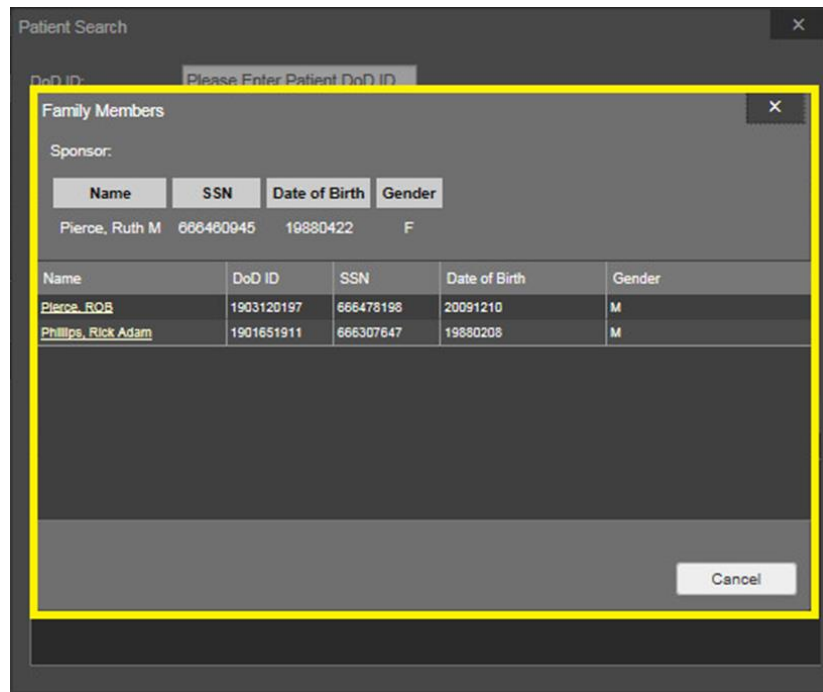 Patient Search
DoD ID: Please Enter Patient DoD ID
Family Members
Sponsor:
Name SSN Date of Birth Gender
Pierce, Ruth M 666460945 19880422 F
Name DoD ID SSN Date of Birth Gender
Pierce, ROB 1903120197 666478198 20091210 M
Phillips, Rick Adam 1901651911 666307647 19880208 M
Cancel